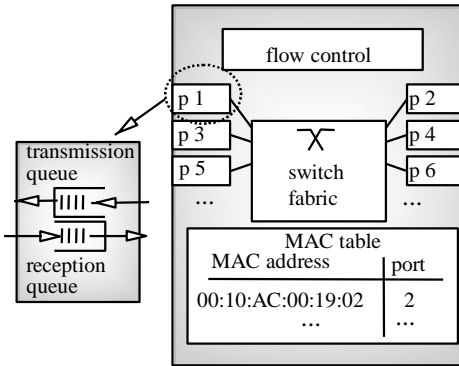 flow control
p 1
p 2
p 3
p 4
p 5
p 6
...
...
switch
fabric
transmission
queue
reception
queue
MAC table
MAC address port
00:10:AC:00:19:02 2
... ...